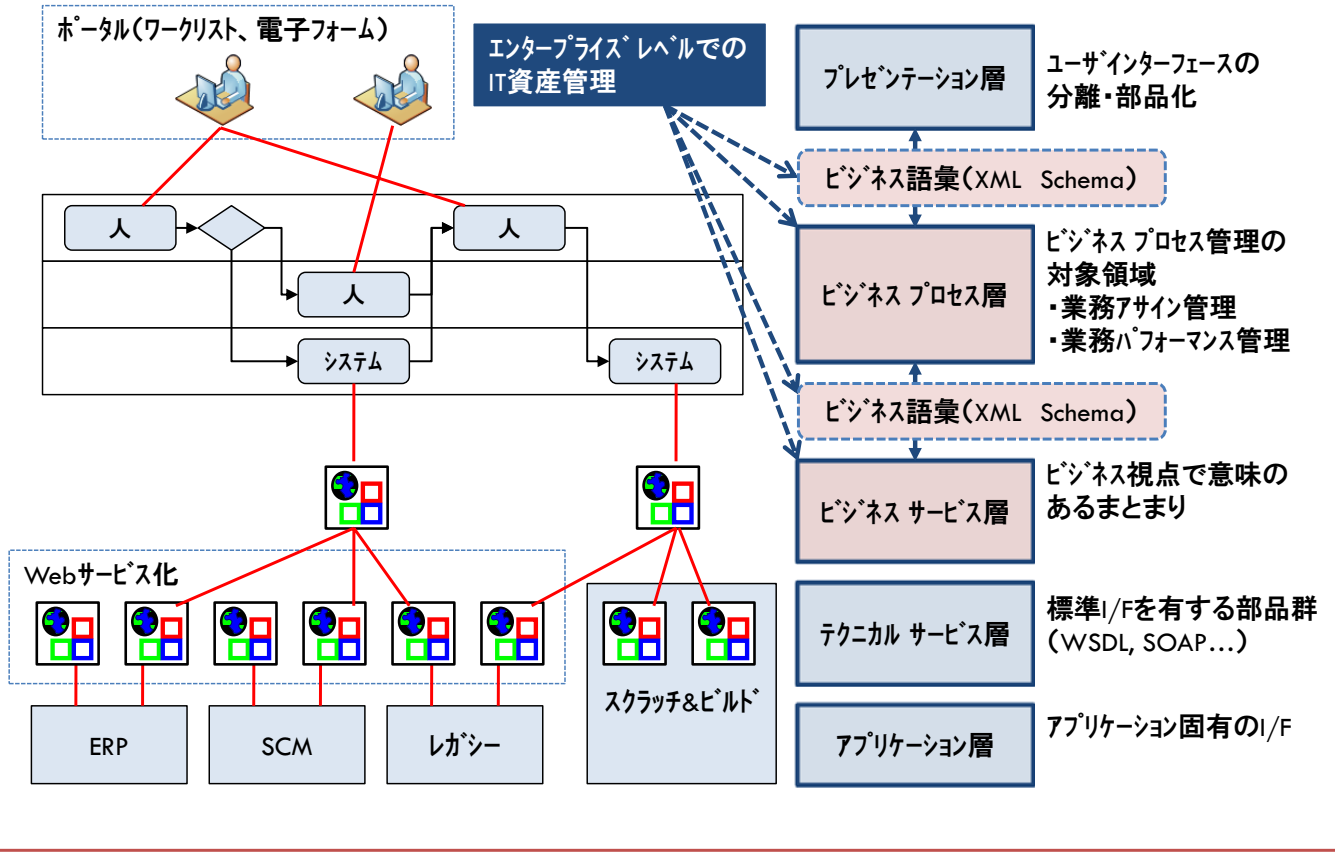 ﾎﾟｰﾀﾙ(ワークリスト、電子フォーム)
人
人
人
システム
システム
Webｻｰﾋﾞｽ化
ERP
SCM
ﾚｶﾞｼｰ
ｽｸﾗｯﾁ&ﾋﾞﾙﾄﾞ
ｴﾝﾀｰﾌﾟﾗｲｽﾞ ﾚﾍﾞﾙでの
IT資産管理
ﾌﾟﾚｾﾞﾝﾃｰｼｮﾝ層
ﾕｰｻﾞｲﾝﾀｰﾌｪｰｽの
分離・部品化
ﾋﾞｼﾞﾈｽ語彙(XML Schema)
ﾋﾞｼﾞﾈｽ ﾌﾟﾛｾｽ層
ﾋﾞｼﾞﾈｽ ﾌﾟﾛｾｽ管理の
対象領域
・業務ｱｻｲﾝ管理
・業務ﾊﾟﾌｫｰﾏﾝｽ管理
ﾋﾞｼﾞﾈｽ語彙(XML Schema)
ﾋﾞｼﾞﾈｽ ｻｰﾋﾞｽ層
ﾋﾞｼﾞﾈｽ視点で意味の
あるまとまり
ﾃｸﾆｶﾙ ｻｰﾋﾞｽ層
標準I/Fを有する部品群
(WSDL, SOAP…)
ｱﾌﾟﾘｹｰｼｮﾝ層
ｱﾌﾟﾘｹｰｼｮﾝ固有のI/F